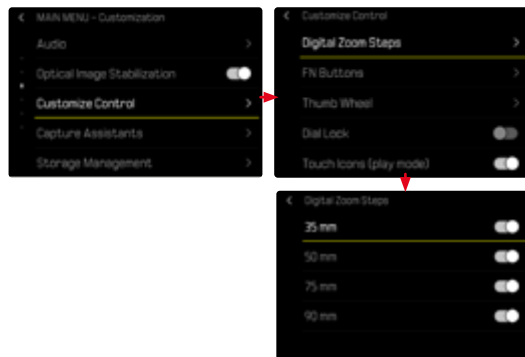 MAIN MENU - Customization
Audio
Optical Image Stabilization
Customize Control
Capture Assistants
Storage Management
Customize Control
Digital Zoom Steps
FN Buttons
Thumb Wheel
Dial Lock
Touch Icons (play mode)
Digital Zoom Steps
35 mm
50 mm
75 mm
90 mm